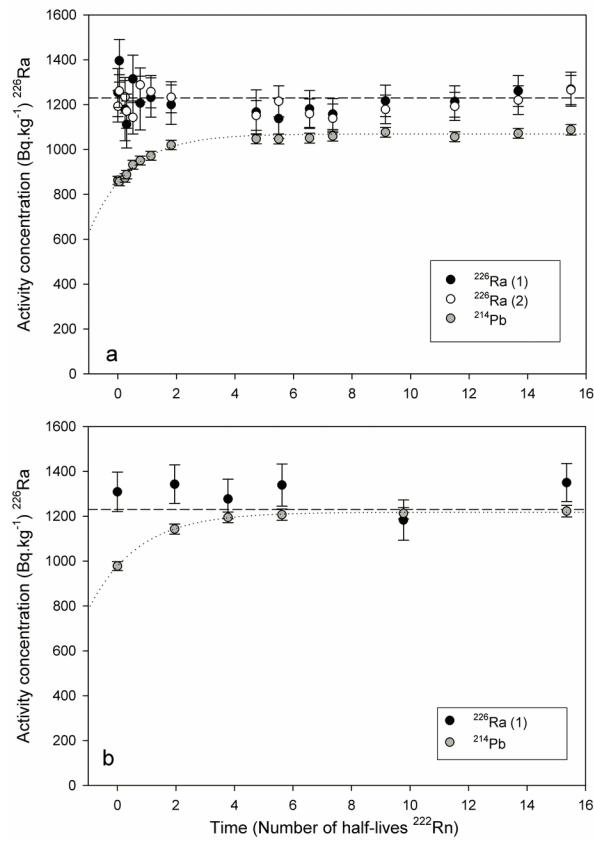 1600
1400
1200
1000
800
600
400
200
0
Activity concentration (Bq.kg⁻¹) ²²⁶Ra
²²⁶Ra (1)
²²⁶Ra (2)
²¹⁴Pb
a
0 2 4 6 8 10 12 14 16
1600
1400
1200
1000
800
600
400
200
0
Activity concentration (Bq.kg⁻¹) ²²⁶Ra
²²⁶Ra (1)
²¹⁴Pb
b
0 2 4 6 8 10 12 14 16
Time (Number of half-lives ²²²Rn)